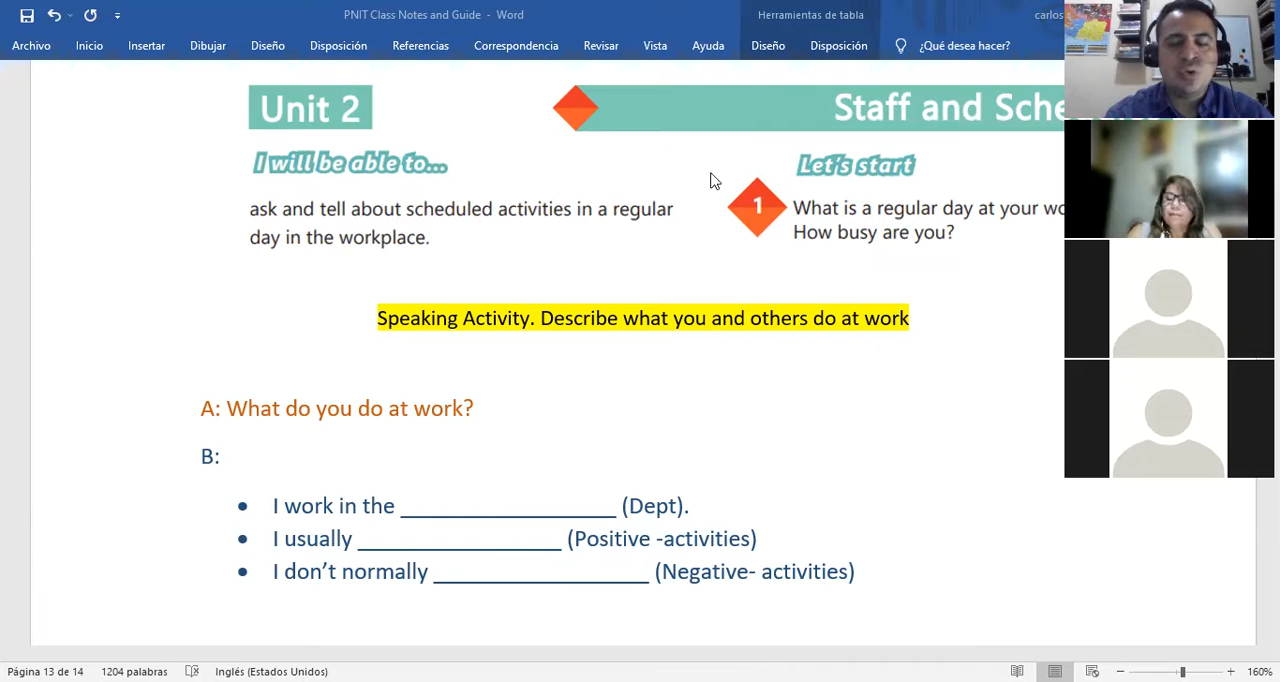 PNIT Class Notes and Guide - Word
Herramientas de tabla
carlos
Archivo Inicio Insertar Dibujar Diseño Disposición Referencias Correspondencia Revisar Vista Ayuda Diseño Disposición ¿Qué desea hacer?
Unit 2
Staff and Sche
I will be able to...
Let's start
ask and tell about scheduled activities in a regular
day in the workplace.
1
What is a regular day at your wo
How busy are you?
Speaking Activity. Describe what you and others do at work
A: What do you do at work?
B:
• I work in the __________________ (Dept).
• I usually _________________ (Positive -activities)
• I don't normally __________________ (Negative- activities)
Página 13 de 14 1204 palabras Inglés (Estados Unidos) 160%